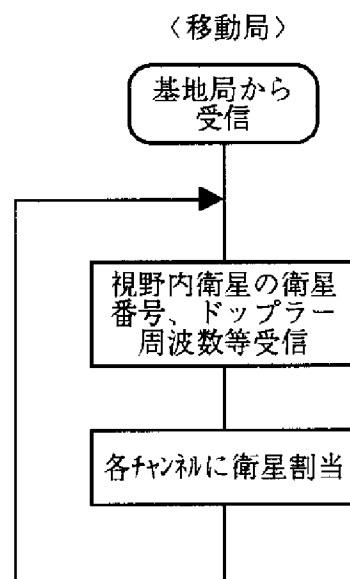 〈移動局〉
基地局から
受信
視野内衛星の衛星
番号、ドップラー
周波数等受信
各チャンネルに衛星割当